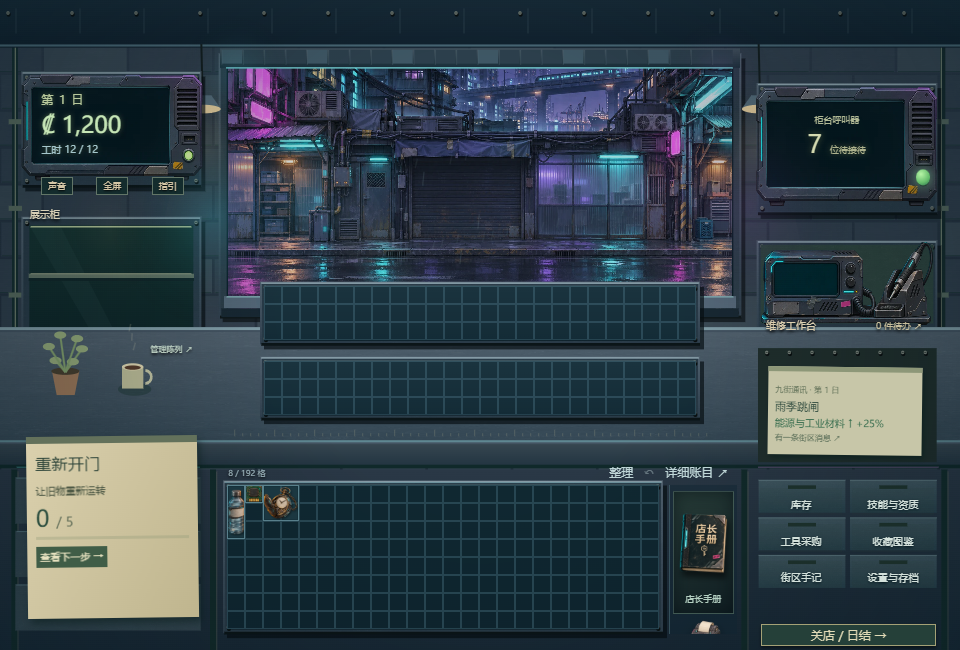 第 1 日
₡ 1,200
工时 12 / 12
声音
全屏
指引
展示柜
柜台呼叫器
7 位待接待
维修工作台
0 件待办 ↗
管理陈列 ↗
九街通讯 · 第 1 日
雨季跳闸
能源与工业材料 ↑ +25%
有一条街区消息 ↗
重新开门
让旧物重新运转
0 / 5
查看下一步 →
8 / 192 格
整理
↶
详细账目 ↗
店长
手册
店长手册
库存
技能与资质
工具采购
收藏图鉴
街区手记
设置与存档
关店 / 日结 →